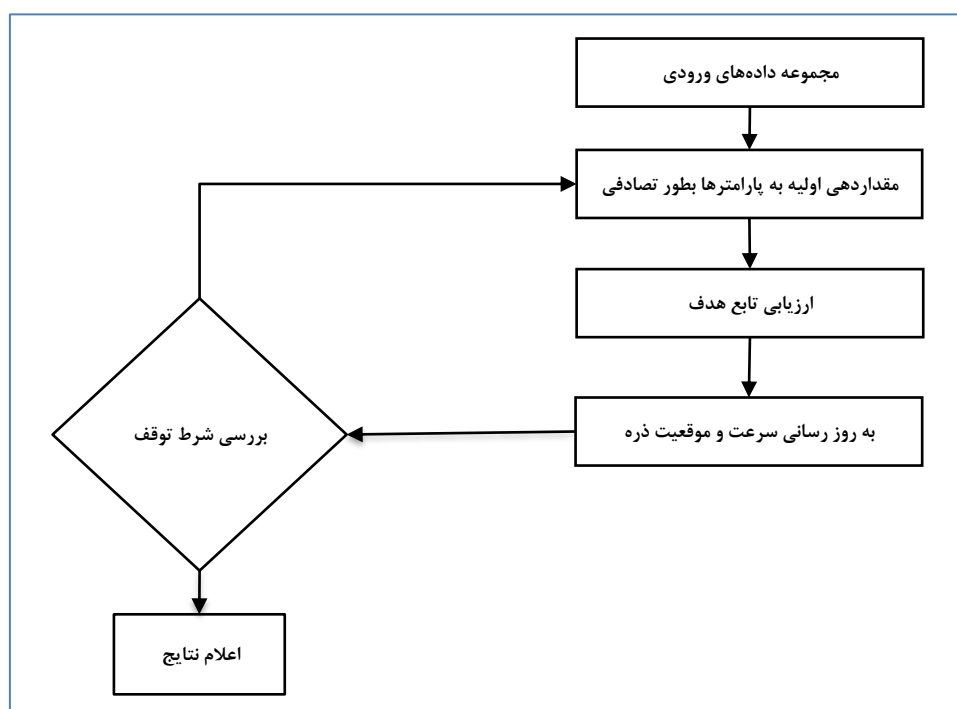 مجموعه داده‌های ورودی
مقداردهی اولیه به پارامترها بطور تصادفی
ارزیابی تابع هدف
به روز رسانی سرعت و موقعیت ذره
بررسی شرط توقف
اعلام نتایج